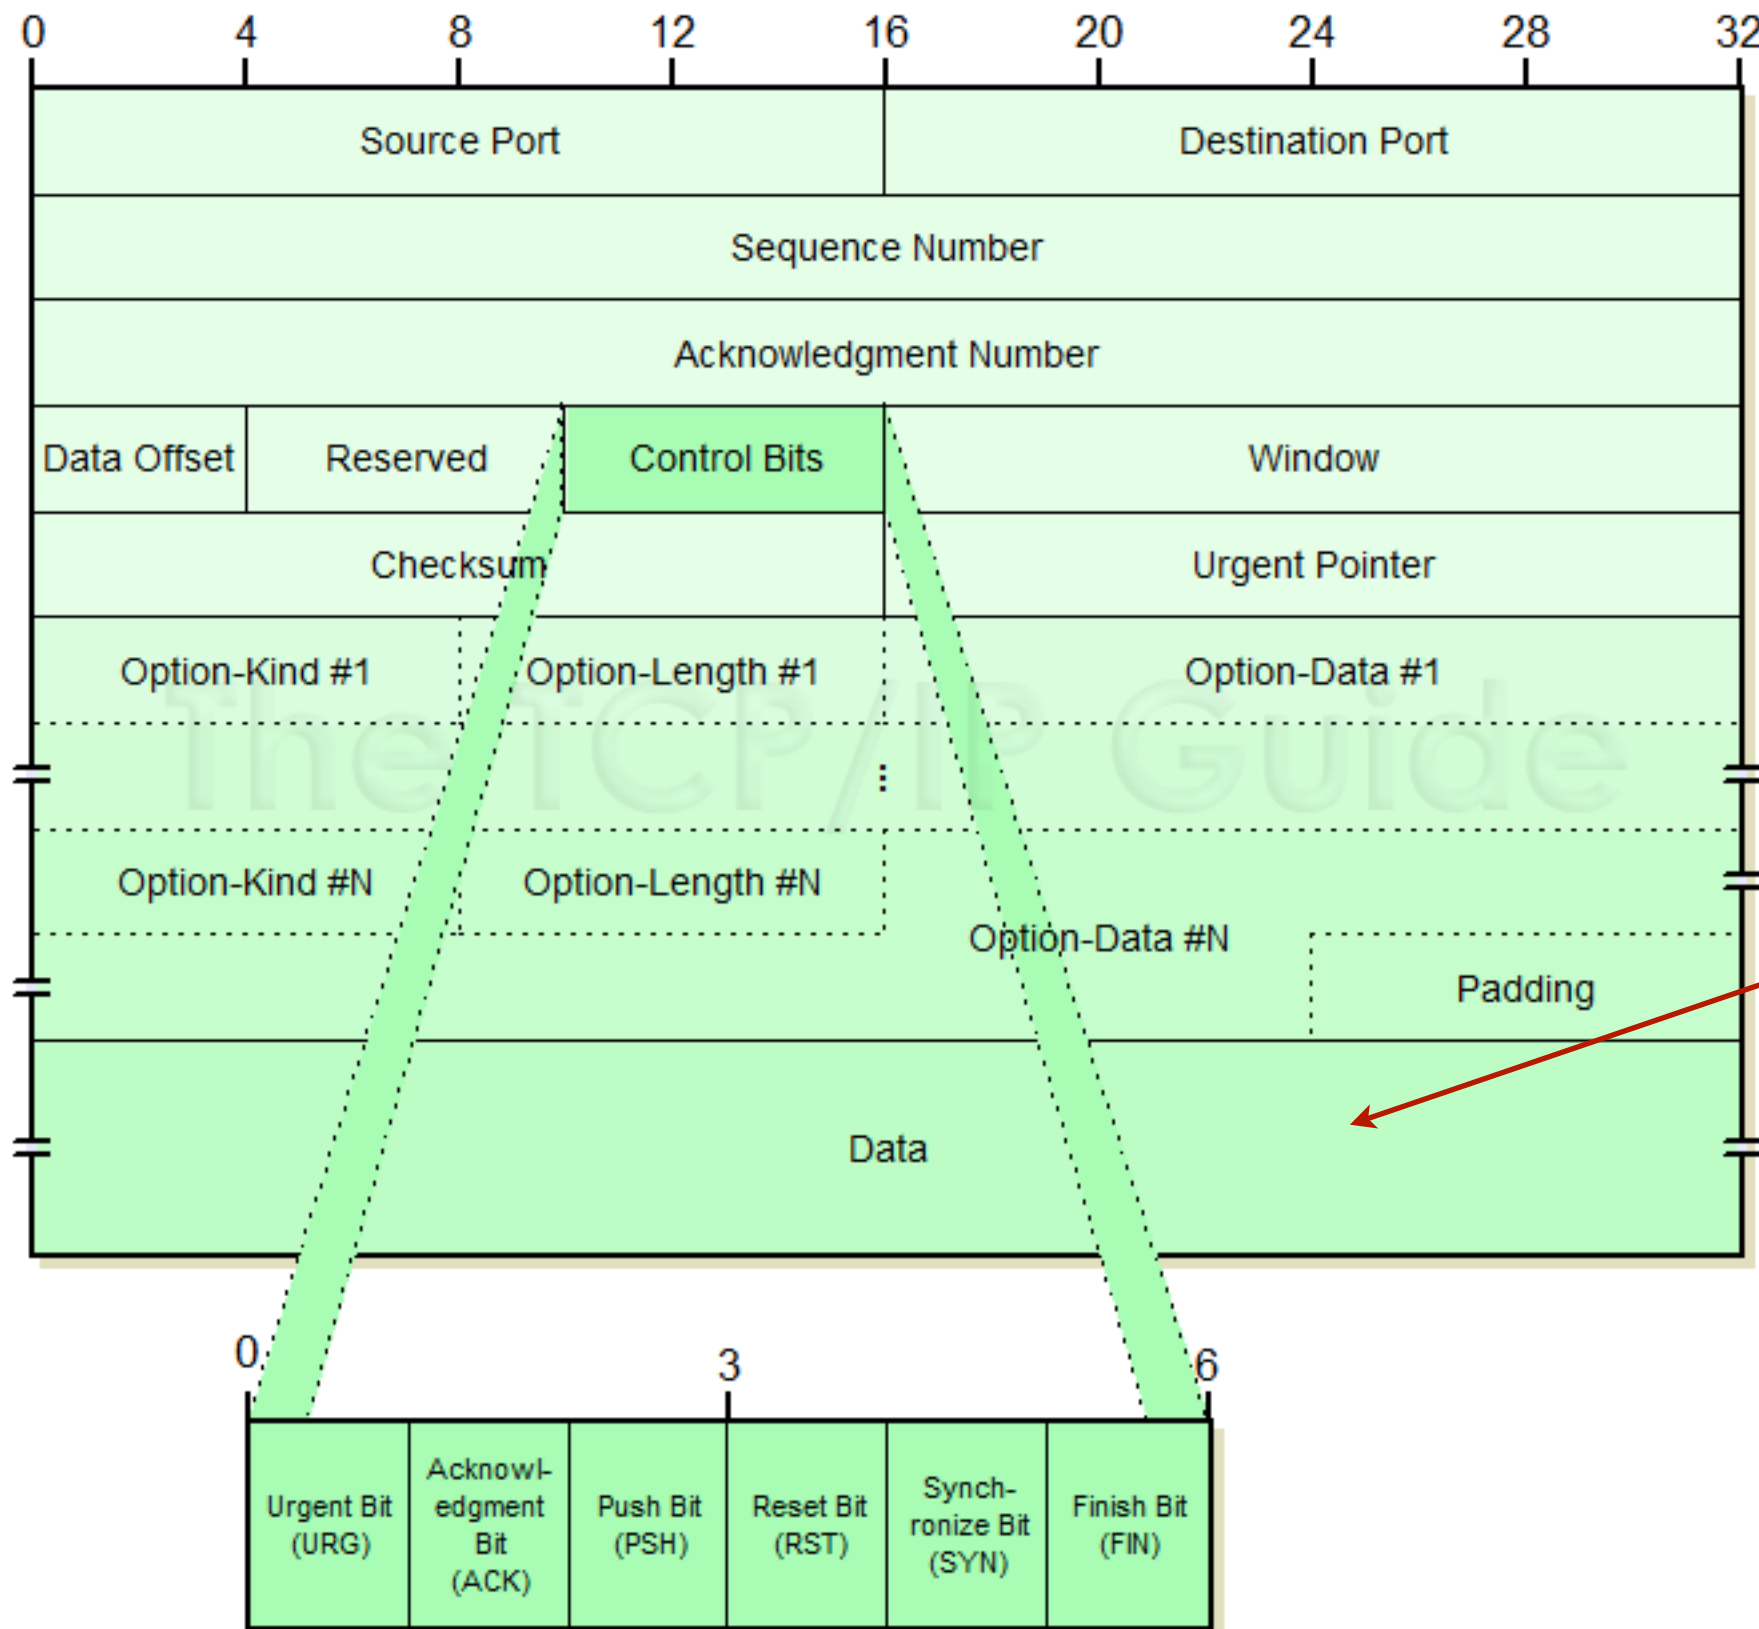 0 4 8 12 16 20 24 28 32
Source Port Destination Port
Sequence Number
Acknowledgment Number
Data Offset Reserved Control Bits Window
Checksum Urgent Pointer
Option-Kind #1 Option-Length #1 Option-Data #1
The TCP/IP Guide
...
Option-Kind #N Option-Length #N
Option-Data #N
Padding
Data
0 3 6
Urgent Bit
(URG)
Acknowl-
edgment
Bit
(ACK)
Push Bit
(PSH)
Reset Bit
(RST)
Synch-
ronize Bit
(SYN)
Finish Bit
(FIN)